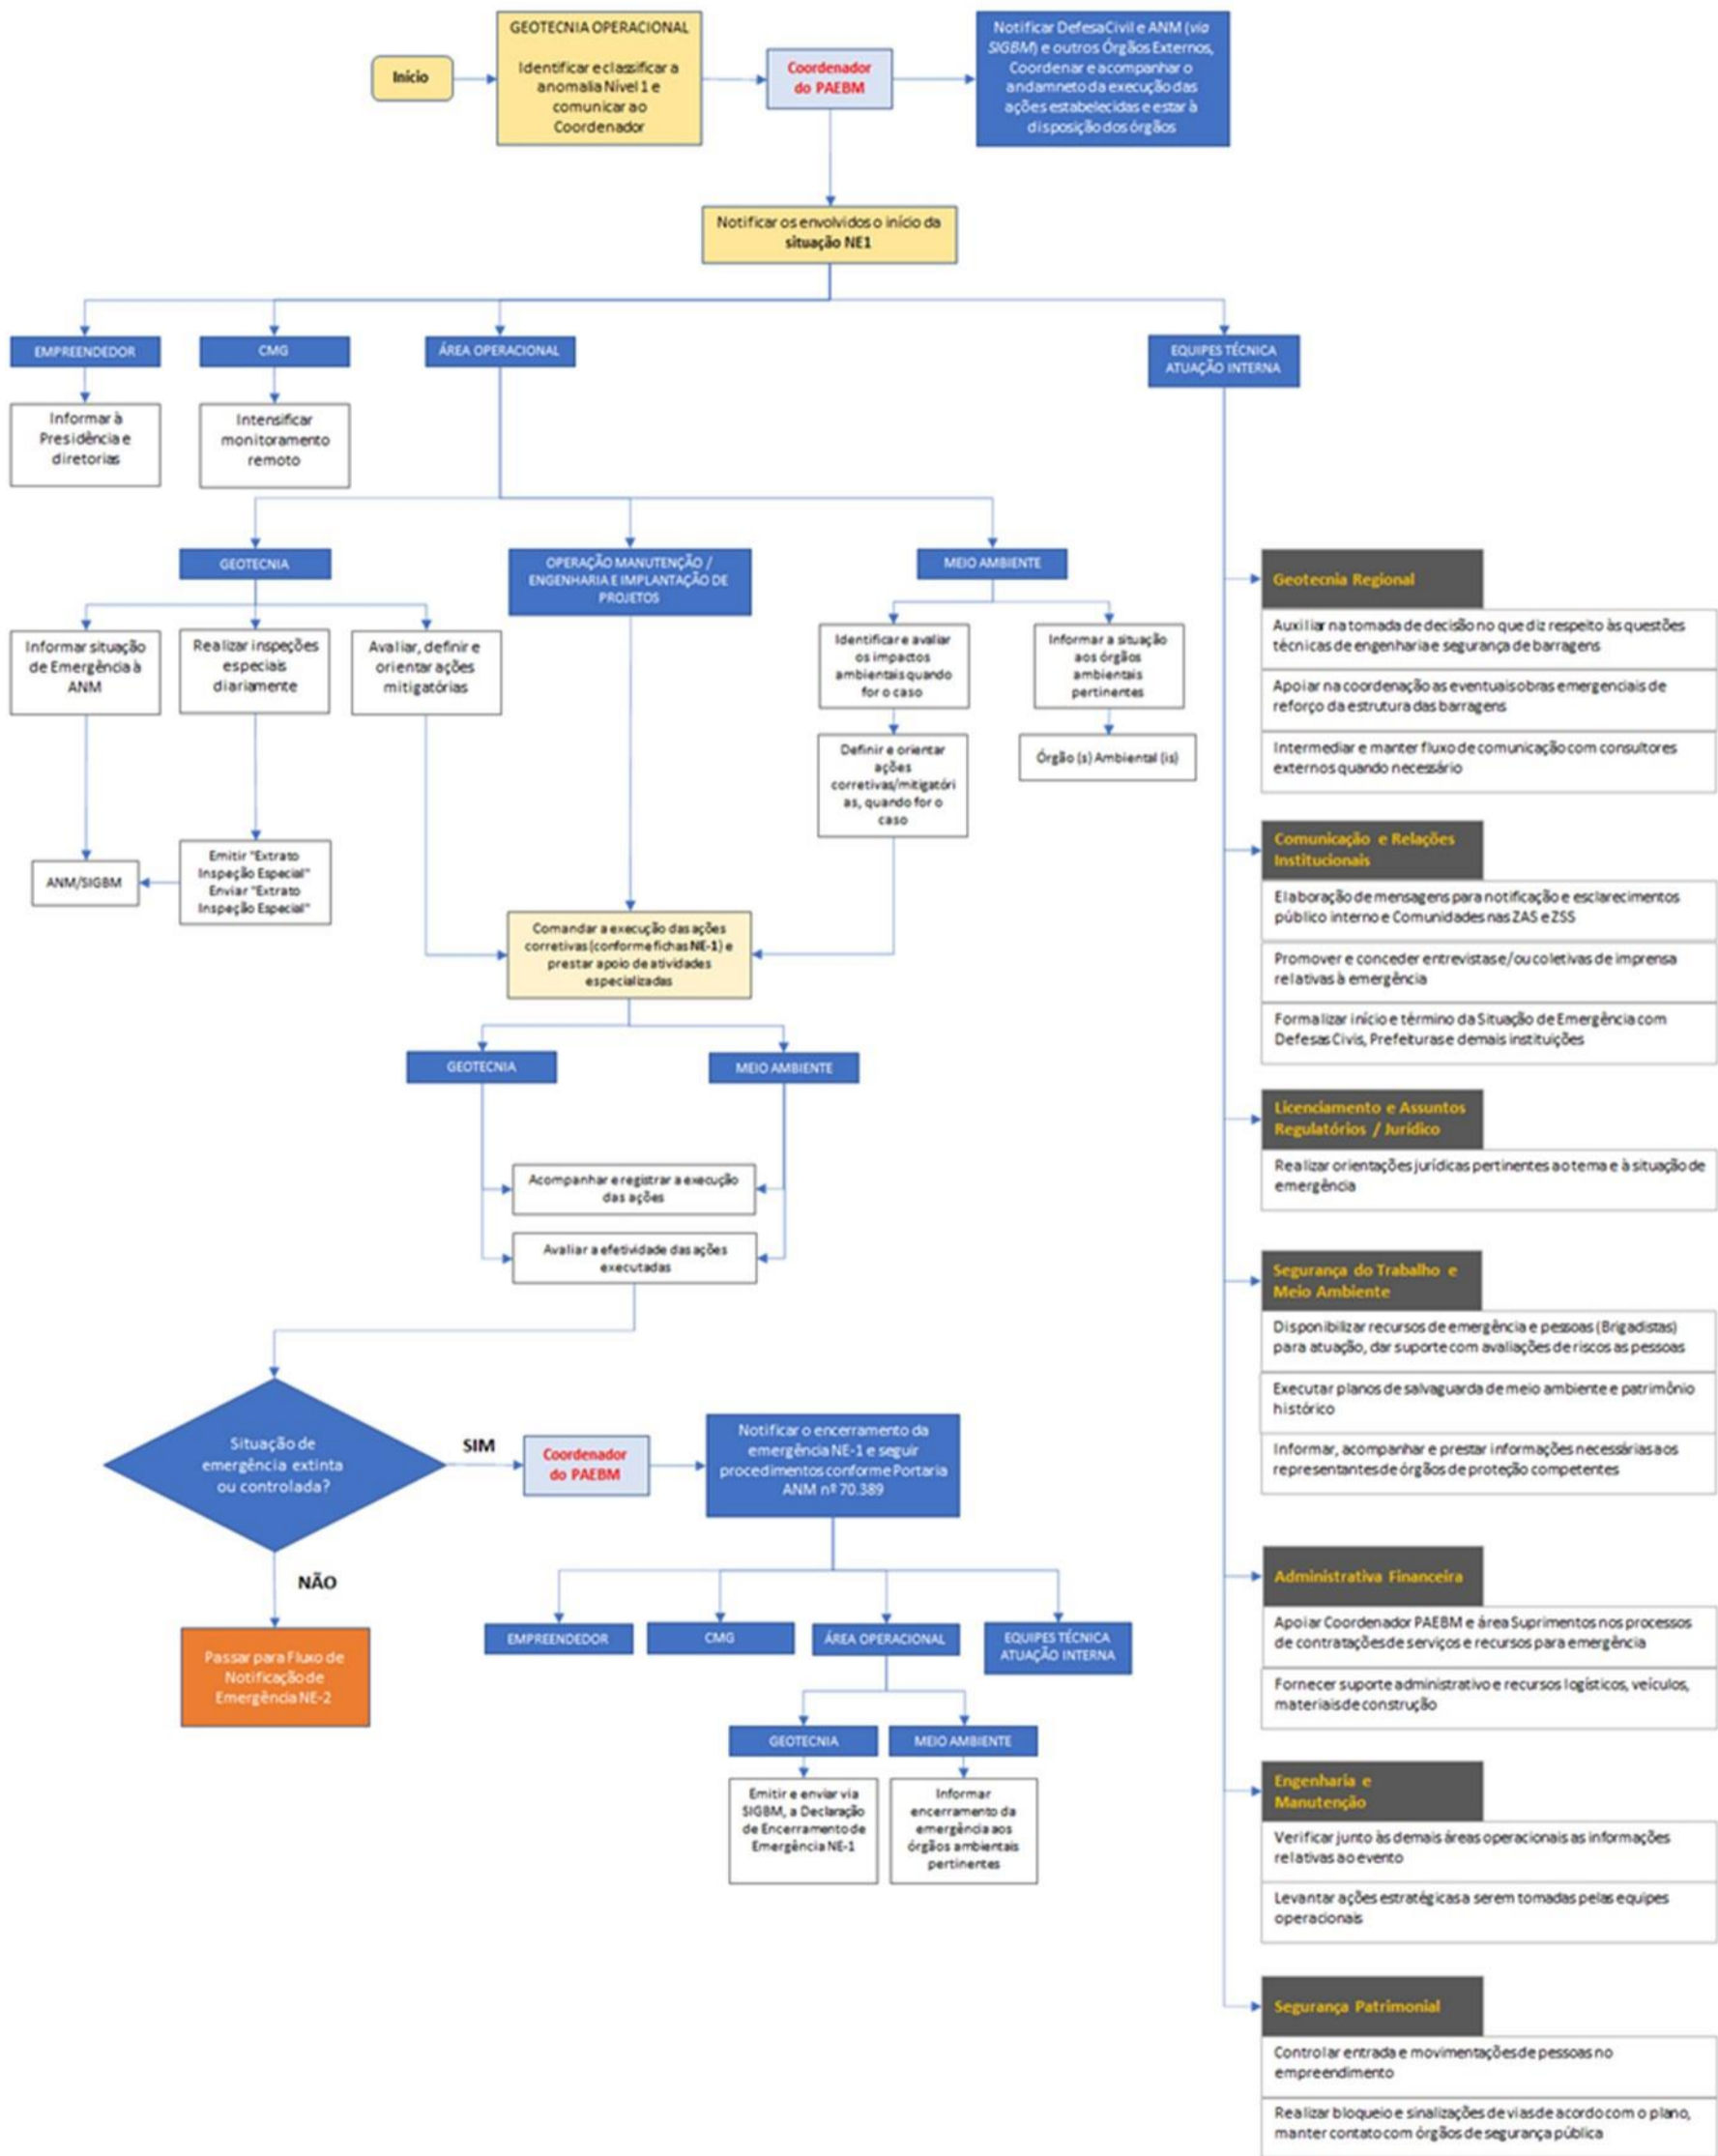 Início
GEOTECNIA OPERACIONAL
Identificar e classificar a
anomalia Nível 1 e
comunicar ao
Coordenador
Coordenador
do PAEBM
Notificar Defesa Civil e ANM (via
SIGBM) e outros Órgãos Externos,
Coordenar e acompanhar o
andamneto da execução das
ações estabelecidas e estar à
disposição dos órgãos
Notificar os envolvidos o início da
situação NE1
EMPREENDEDOR
CMG
ÁREA OPERACIONAL
EQUIPES TÉCNICA
ATUAÇÃO INTERNA
Informar à
Presidência e
diretorias
Intensificar
monitoramento
remoto
GEOTECNIA
OPERAÇÃO MANUTENÇÃO /
ENGENHARIA E IMPLANTAÇÃO DE
PROJETOS
MEIO AMBIENTE
Informar situação
de Emergência à
ANM
Realizar inspeções
especiais
diariamente
Avaliar, definir e
orientar ações
mitigatórias
Identificar e avaliar
os impactos
ambientais quando
for o caso
Informar a situação
aos órgãos
ambientais
pertinentes
Definir e orientar
ações
corretivas/mitigatóri
as, quando for o
caso
Órgão (s) Ambiental (is)
ANM/SIGBM
Emitir "Extrato
Inspeção Especial"
Enviar "Extrato
Inspeção Especial"
Comandar a execução das ações
corretivas (conforme fichas NE-1) e
prestar apoio de atividades
especializadas
GEOTECNIA
MEIO AMBIENTE
Acompanhar e registrar a execução
das ações
Avaliar a efetividade das ações
executadas
Situação de
emergência extinta
ou controlada?
SIM
Coordenador
do PAEBM
Notificar o encerramento da
emergência NE-1 e seguir
procedimentos conforme Portaria
ANM nº 70.389
NÃO
Passar para Fluxo de
Notificação de
Emergência NE-2
EMPREENDEDOR
CMG
ÁREA OPERACIONAL
EQUIPES TÉCNICA
ATUAÇÃO INTERNA
GEOTECNIA
MEIO AMBIENTE
Emitir e enviar via
SIGBM, a Declaração
de Encerramento de
Emergência NE-1
Informar
encerramento da
emergência aos
órgãos ambientais
pertinentes
Geotecnia Regional
Auxiliar na tomada de decisão no que diz respeito às questões
técnicas de engenharia e segurança de barragens
Apoiar na coordenação as eventuais obras emergenciais de
reforço da estrutura das barragens
Intermediar e manter fluxo de comunicação com consultores
externos quando necessário
Comunicação e Relações
Institucionais
Elaboração de mensagens para notificação e esclarecimentos
público interno e Comunidades nas ZAS e ZSS
Promover e conceder entrevistas e/ou coletivas de imprensa
relativas à emergência
Formalizar início e término da Situação de Emergência com
Defesas Civis, Prefeituras e demais instituições
Licenciamento e Assuntos
Regulatórios / Jurídico
Realizar orientações jurídicas pertinentes ao tema e à situação de
emergência
Segurança do Trabalho e
Meio Ambiente
Disponibilizar recursos de emergência e pessoas (Brigadistas)
para atuação, dar suporte com avaliações de riscos as pessoas
Executar planos de salvaguarda de meio ambiente e patrimônio
histórico
Informar, acompanhar e prestar informações necessárias aos
representantes de órgãos de proteção competentes
Administrativa Financeira
Apoiar Coordenador PAEBM e área Suprimentos nos processos
de contratações de serviços e recursos para emergência
Fornecer suporte administrativo e recursos logísticos, veículos,
materiais de construção
Engenharia e
Manutenção
Verificar junto às demais áreas operacionais as informações
relativas ao evento
Levantar ações estratégicas a serem tomadas pelas equipes
operacionais
Segurança Patrimonial
Controlar entrada e movimentações de pessoas no
empreendimento
Realizar bloqueio e sinalizações de vias de acordo com o plano,
manter contato com órgãos de segurança pública